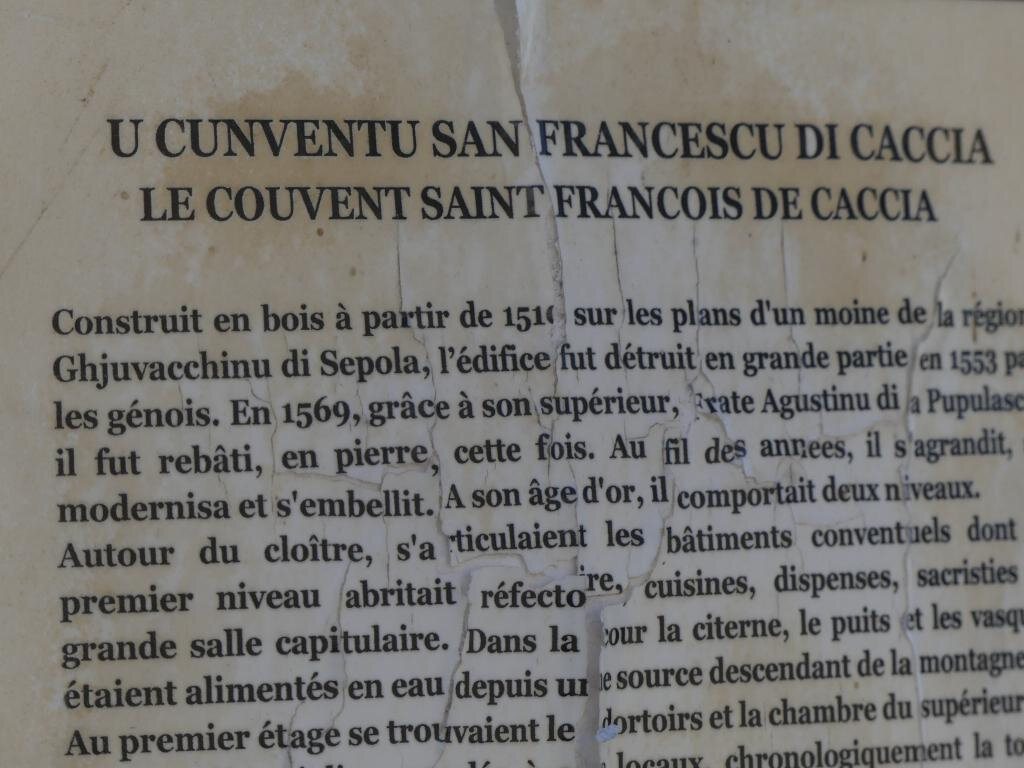 U CUNVENTU SAN FRANCESCU DI CACCIA
LE COUVENT SAINT FRANCOIS DE CACCIA
Construit en bois à partir de sur les plans d'un moine de la
Ghjuvacchinu di Sepola, l'édifice fut détruit en grande partie en 1553
les génois. En 1569, grâce à son supérieur, Agustinu di
il fut rebâti, en pierre, cette fois. Au fil des annees, il s'agrandit,
modernisa et s'embellit. A son âge d'or, il comportait deux niveaux.
Autour du cloître, s'articulaient les bâtiments conventuels dont
premier niveau abritait réfectoire, cuisines, dispenses, sacristies
grande salle capitulaire. Dans la cour la citerne, le puits et les
étaient alimentés en eau depuis une source descendant de la montagne
Au premier étage se trouvaient le dortoirs et la chambre du supérieur
locaux, chronologiquement la